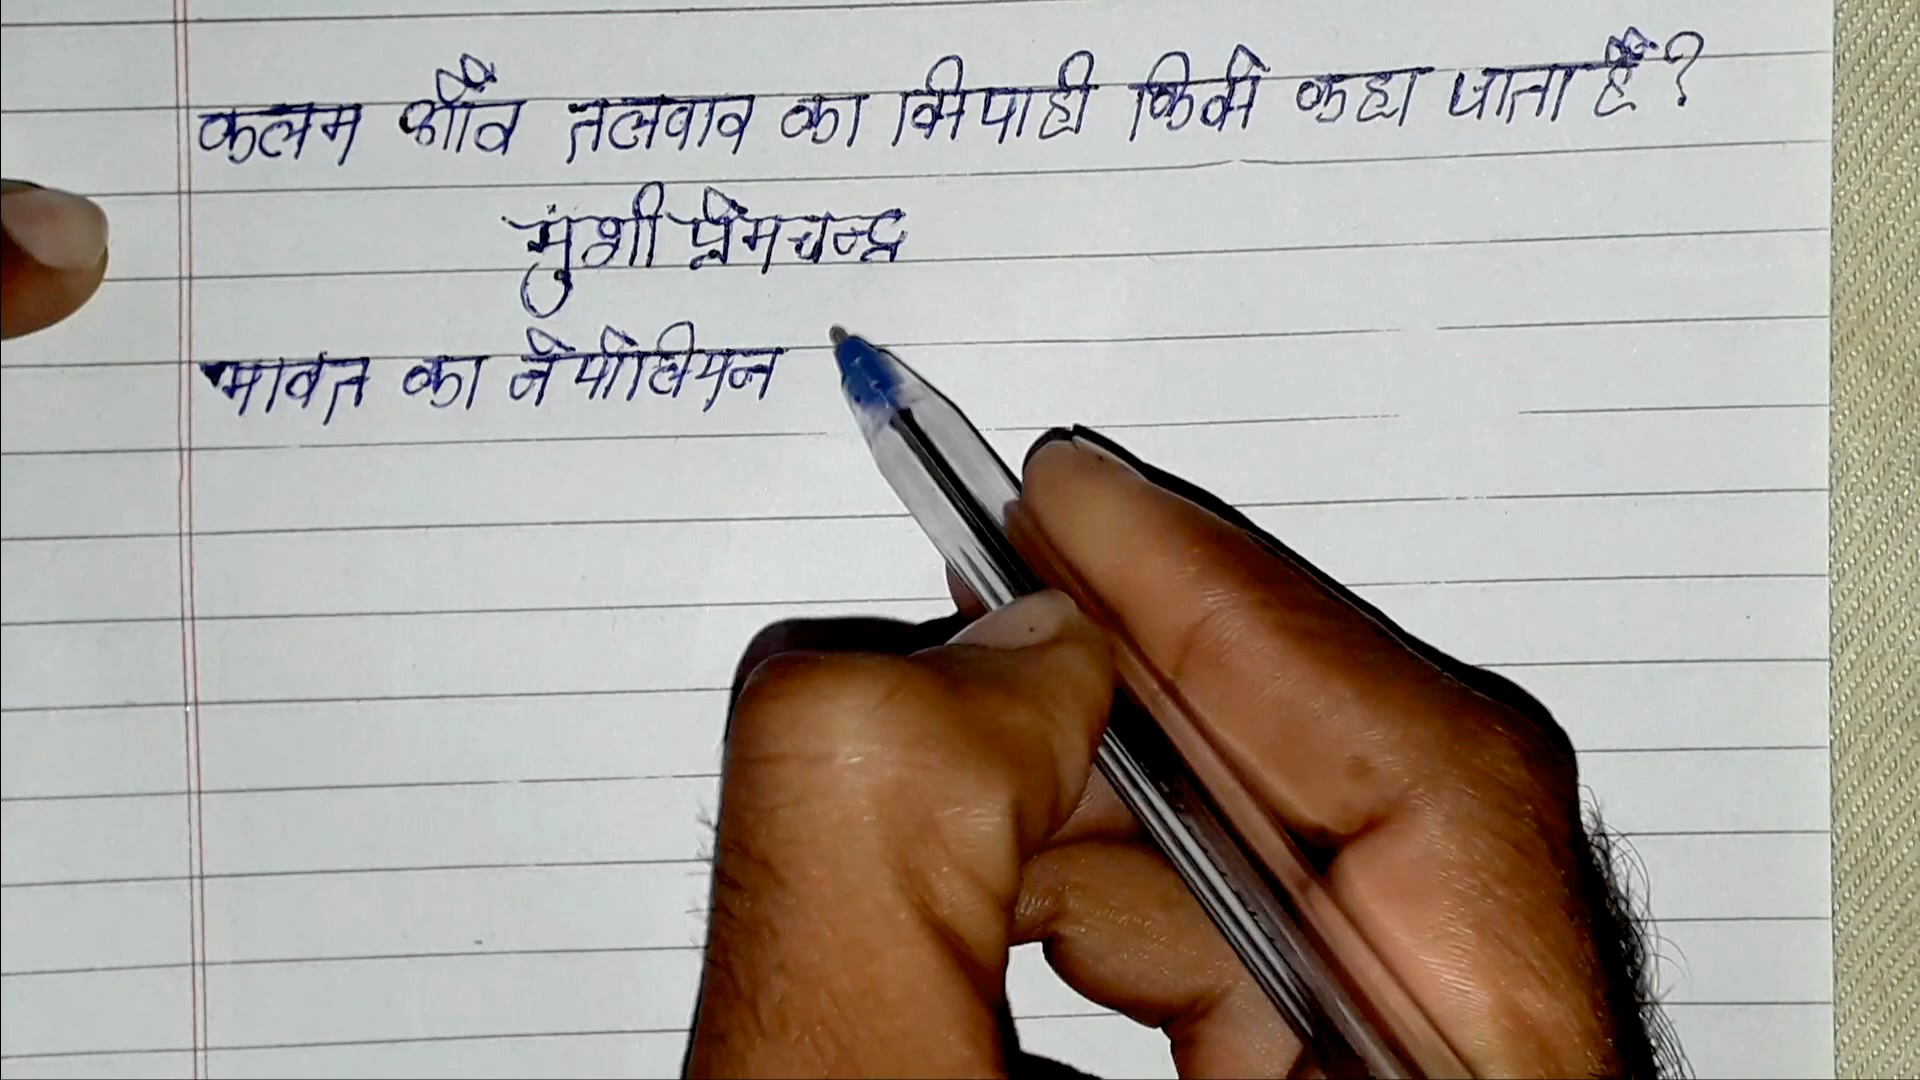 कलम और तलवार का सिपाही किसे कहा जाता है ?
मुंशी प्रेमचन्द्र
भारत का नेपोलियन